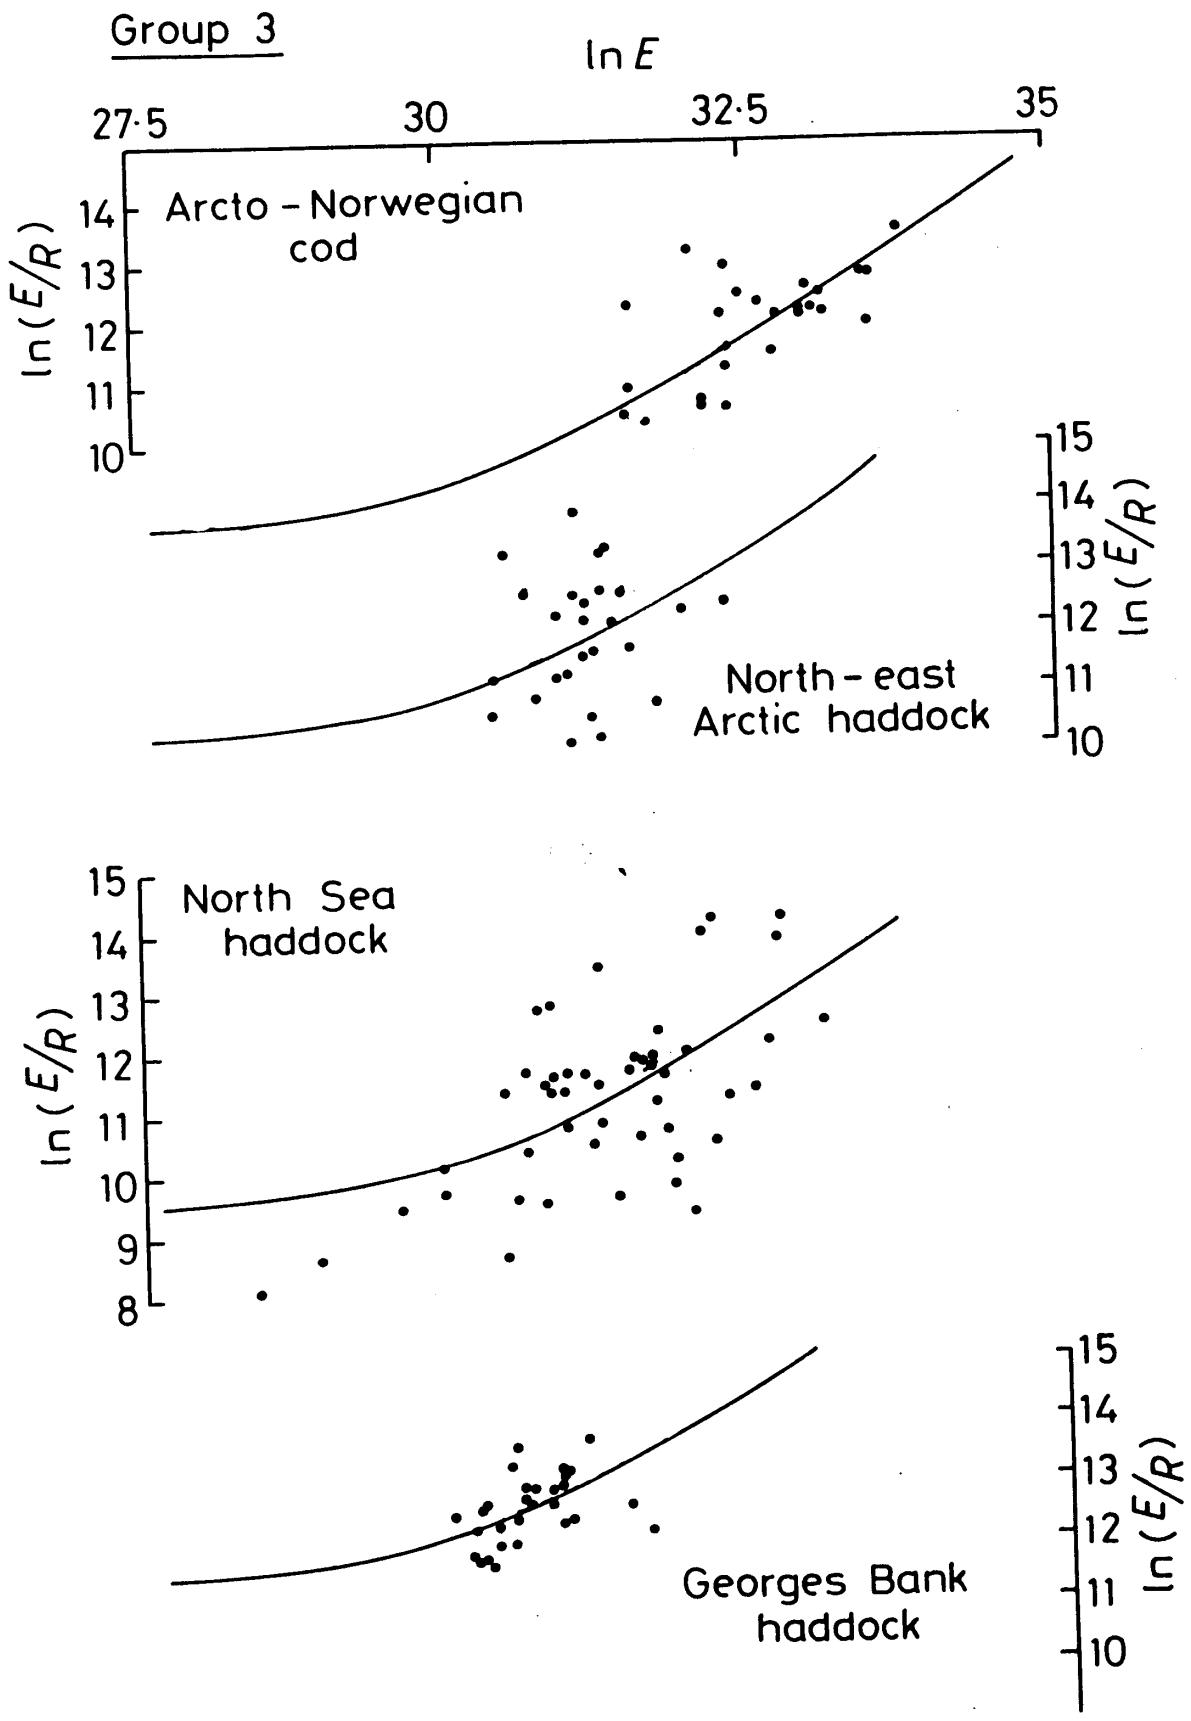 Group 3
ln E
27·5 30 32·5 35
Arcto – Norwegian
cod
ln (E/R)
14
13
12
11
10
15
14
13
12
11
10
ln (E/R)
North – east
Arctic haddock
North Sea
haddock
ln (E/R)
15
14
13
12
11
10
9
8
15
14
13
12
11
10
ln (E/R)
Georges Bank
haddock